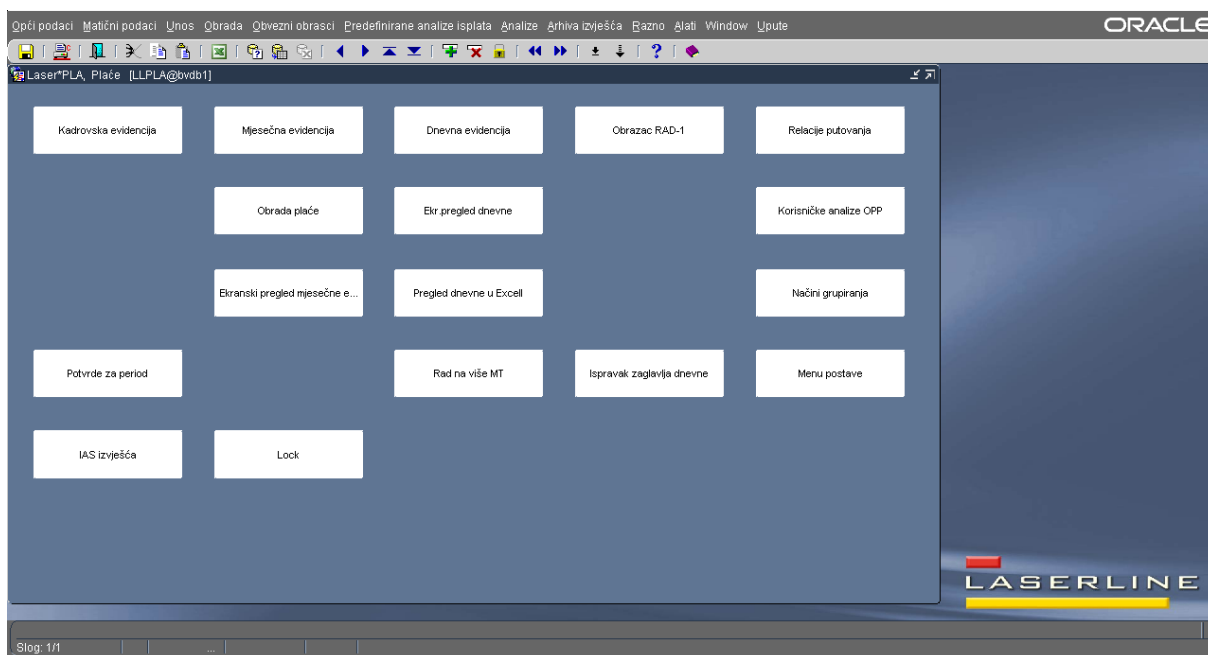 Opći podaci Matični podaci Unos Obrada Obvezni obrasci Predefinirane analize isplata Analize Arhiva izvješća Razno Alati Window Upute
ORACLE
Laser*PLA, Plaće [LLPLA@bvdb1]
Kadrovska evidencija Mjesečna evidencija Dnevna evidencija Obrazac RAD-1 Relacije putovanja
Obrada plaće Ekr.pregled dnevne Korisničke analize OPP
Ekranski pregled mjesečne e... Pregled dnevne u Excell Načini grupiranja
Potvrde za period Rad na više MT Ispravak zaglavlja dnevne Menu postave
IAS izvješća Lock
LASERLINE
Slog: 1/1 ...